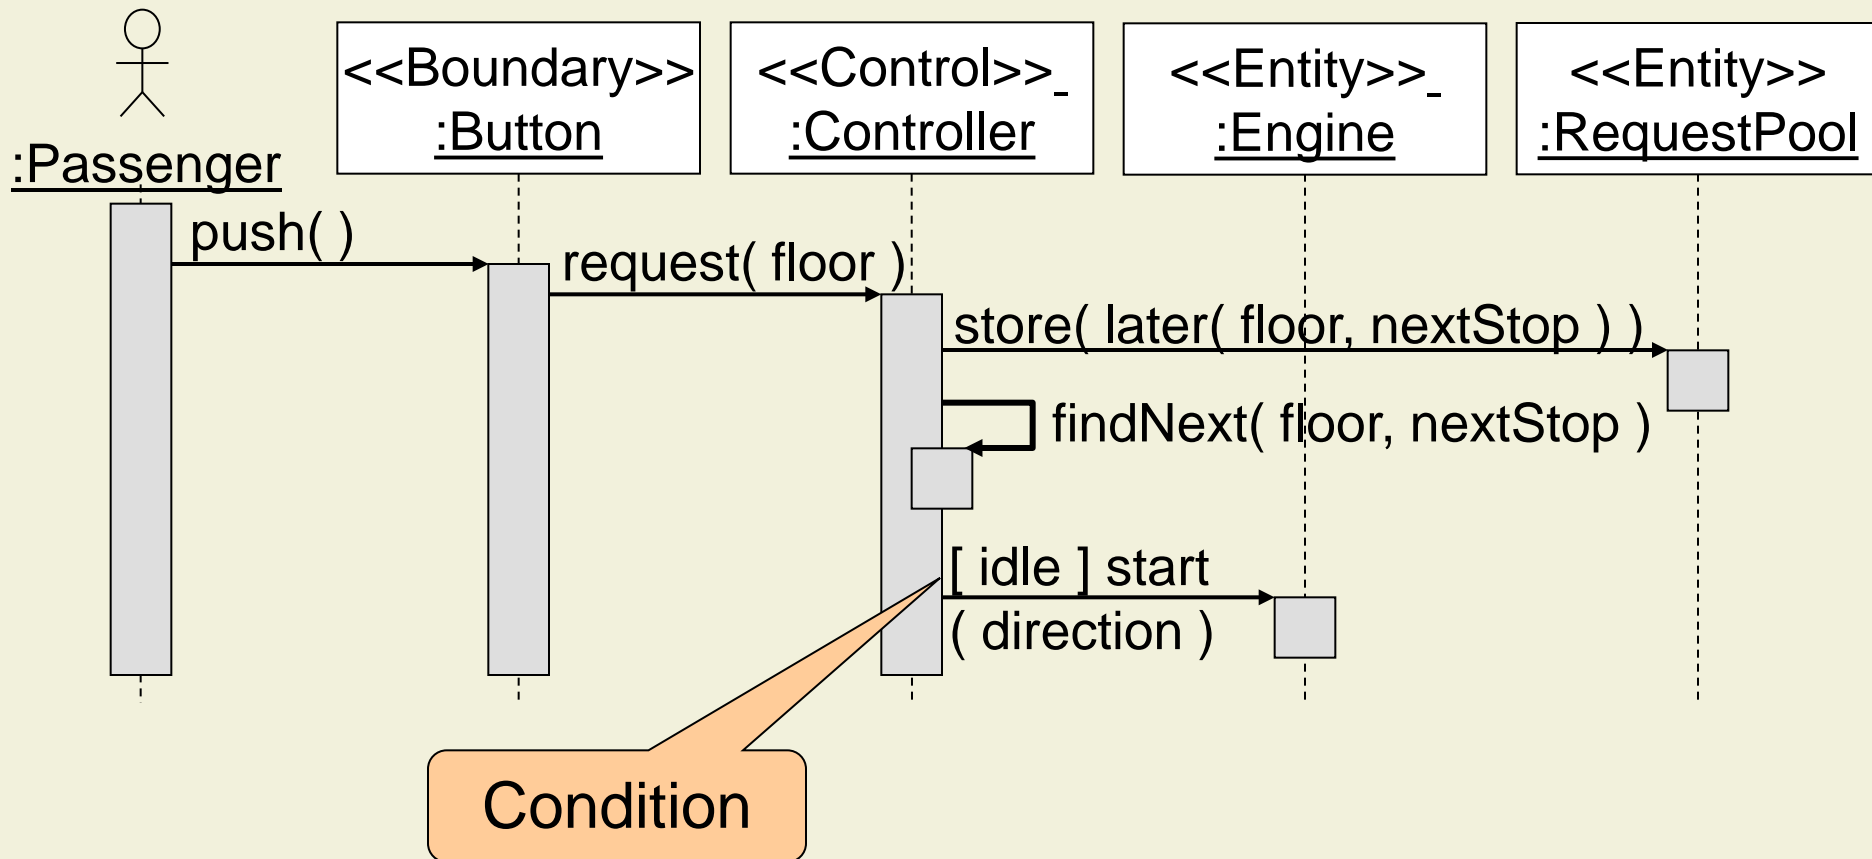 <<Boundary>>
:Button
<<Control>>
:Controller
<<Entity>>
:Engine
<<Entity>>
:RequestPool
:Passenger
push( )
request( floor )
store( later( floor, nextStop ) )
findNext( floor, nextStop )
[ idle ] start
( direction )
Condition